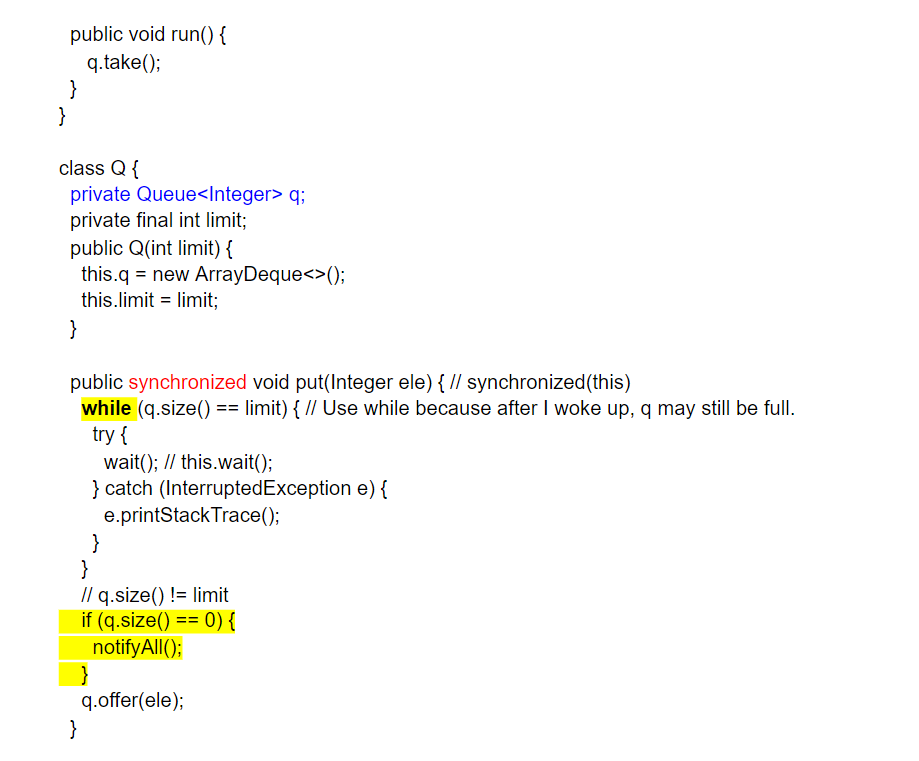 public void run() {
q.take();
}
}
class Q {
private Queue<Integer> q;
private final int limit;
public Q(int limit) {
this.q = new ArrayDeque<>();
this.limit = limit;
}
public synchronized void put(Integer ele) { // synchronized(this)
while (q.size() == limit) { // Use while because after I woke up, q may still be full.
try {
wait(); // this.wait();
} catch (InterruptedException e) {
e.printStackTrace();
}
}
// q.size() != limit
if (q.size() == 0) {
notifyAll();
}
q.offer(ele);
}